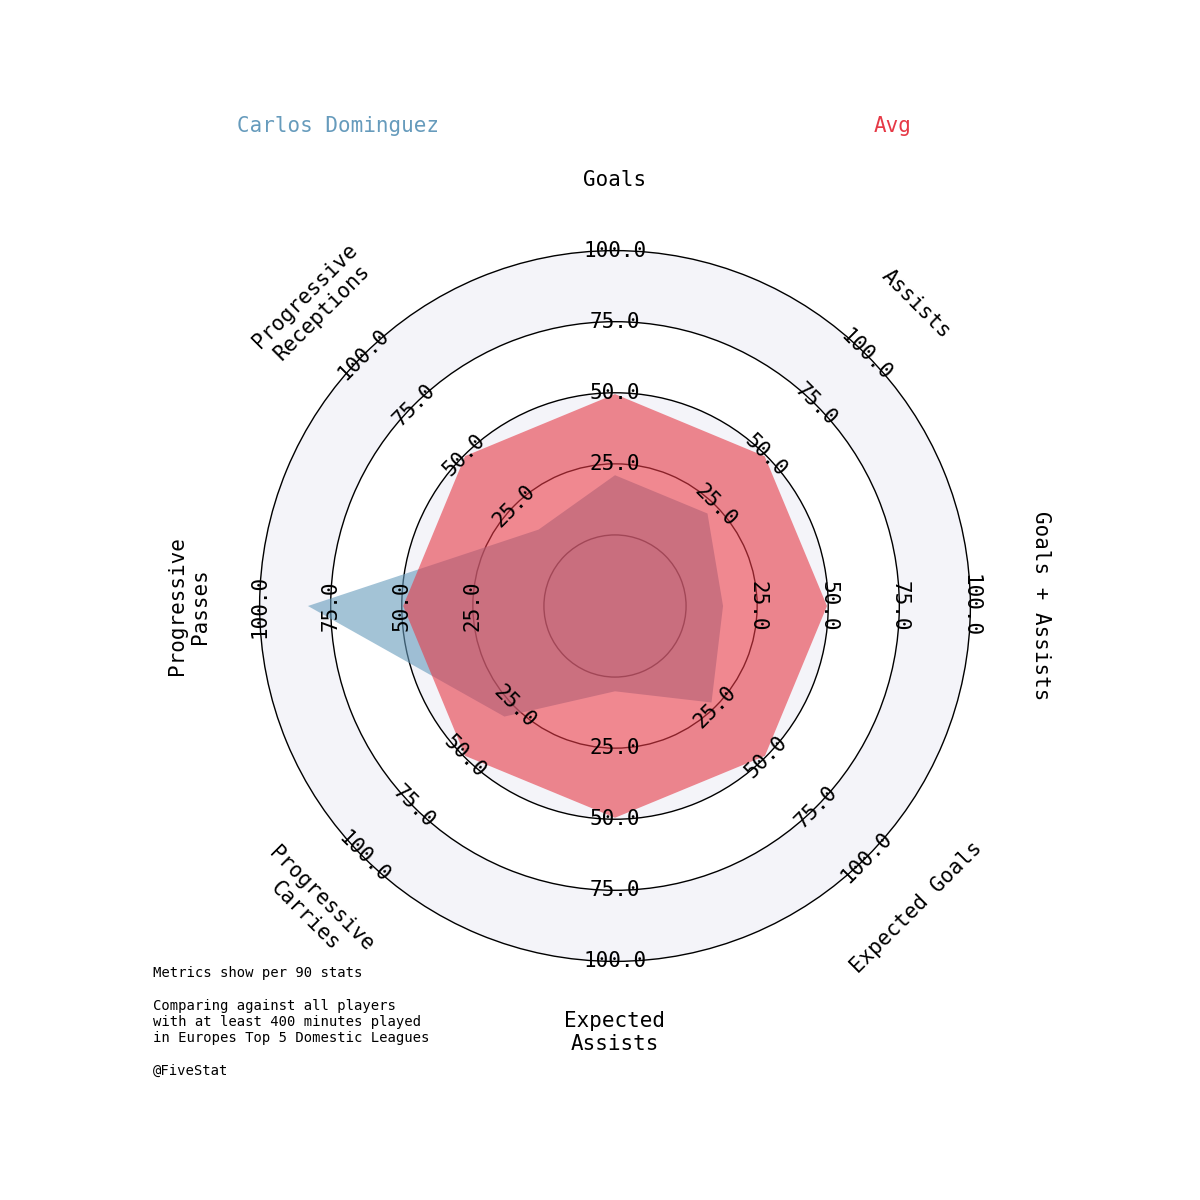 Carlos Dominguez
Avg
Goals
Assists
Goals + Assists
Expected Goals
Expected
Assists
Progressive
Carries
Progressive
Passes
Progressive
Receptions
25.0
50.0
75.0
100.0
25.0
50.0
75.0
100.0
25.0
50.0
75.0
100.0
25.0
50.0
75.0
100.0
25.0
50.0
75.0
100.0
25.0
50.0
75.0
100.0
25.0
50.0
75.0
100.0
25.0
50.0
75.0
100.0
Metrics show per 90 stats
Comparing against all players
with at least 400 minutes played
in Europes Top 5 Domestic Leagues
@FiveStat